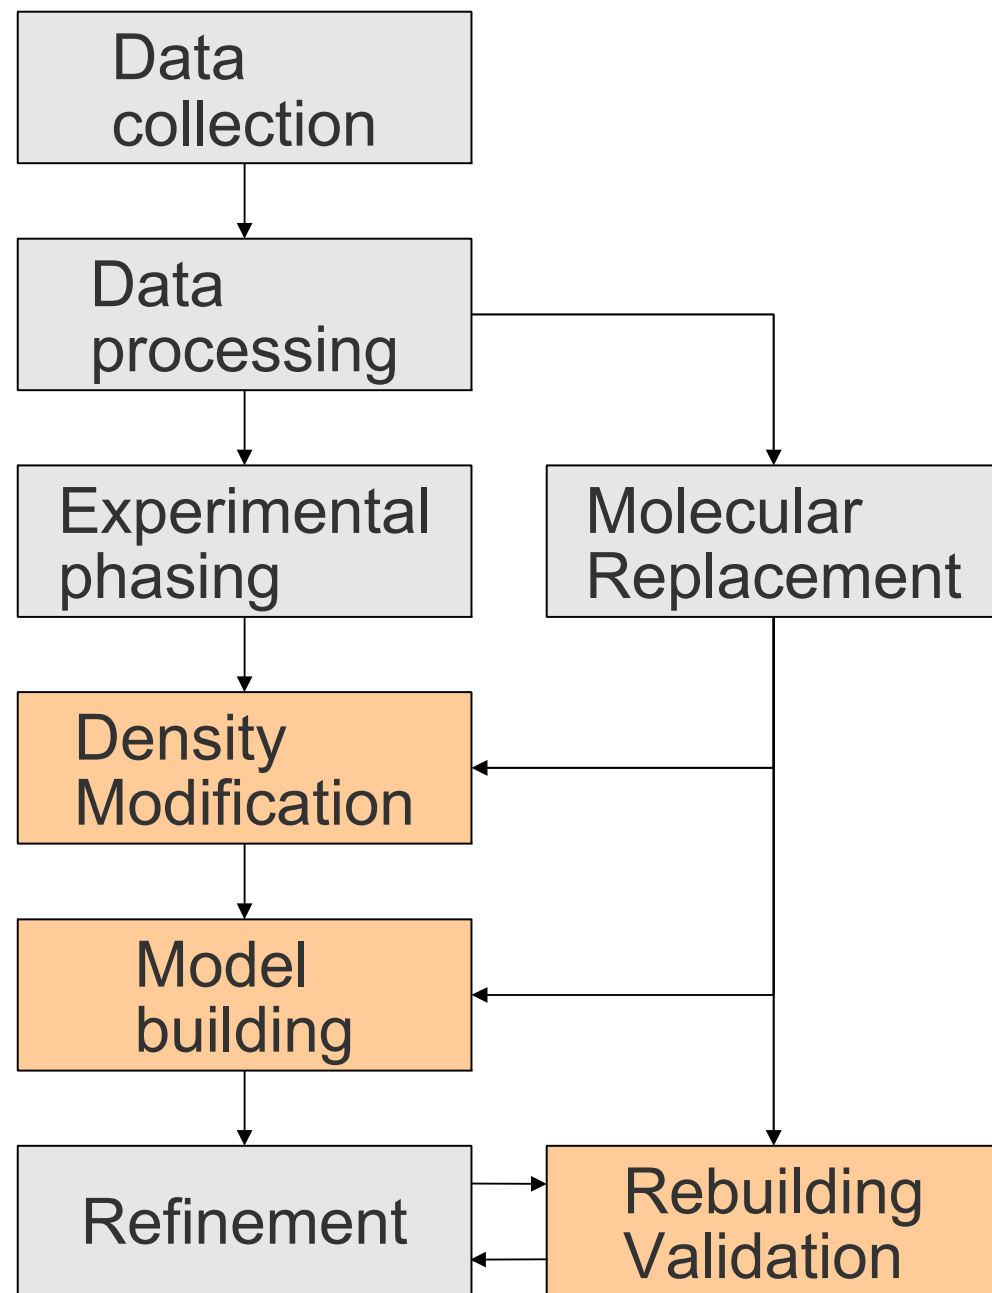 Data
collection
Data
processing
Experimental
phasing
Molecular
Replacement
Density
Modification
Model
building
Refinement
Rebuilding
Validation